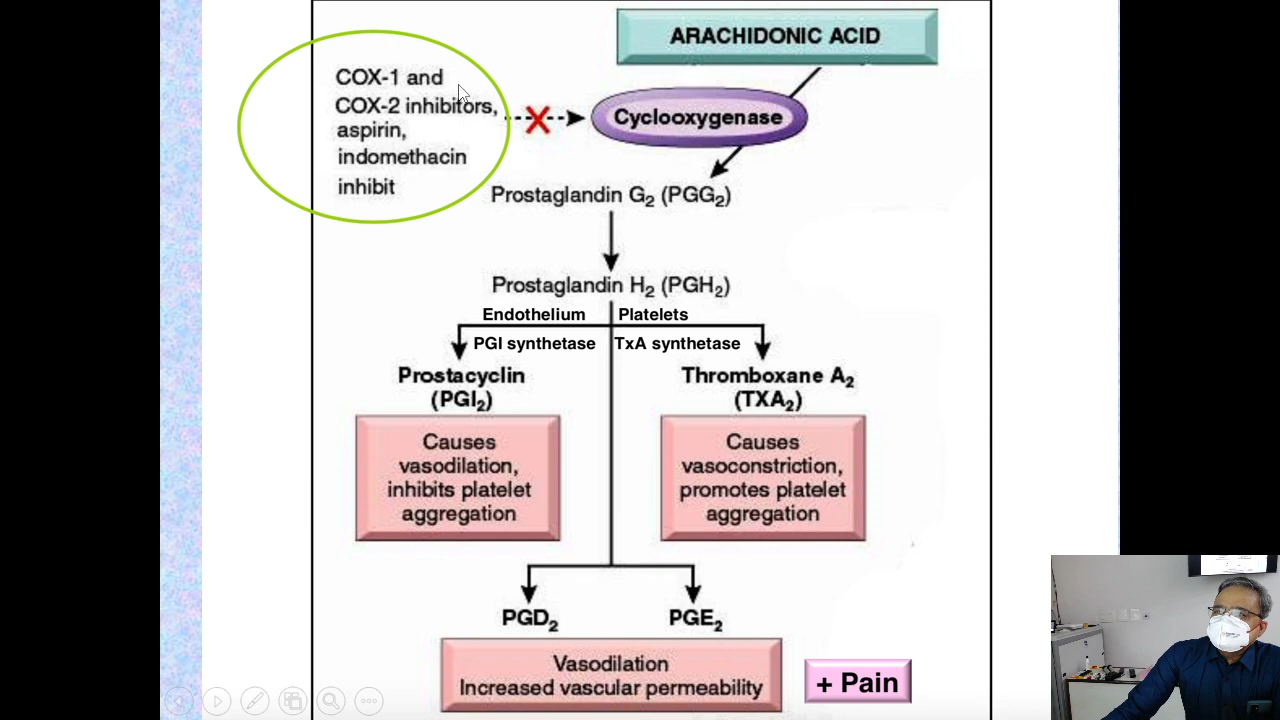 ARACHIDONIC ACID
COX-1 and
COX-2 inhibitors,
aspirin,
indomethacin
inhibit
Cyclooxygenase
Prostaglandin G₂ (PGG₂)
Prostaglandin H₂ (PGH₂)
Endothelium Platelets
PGI synthetase TxA synthetase
Prostacyclin
(PGI₂)
Thromboxane A₂
(TXA₂)
Causes
vasodilation,
inhibits platelet
aggregation
Causes
vasoconstriction,
promotes platelet
aggregation
PGD₂ PGE₂
Vasodilation
Increased vascular permeability
+ Pain